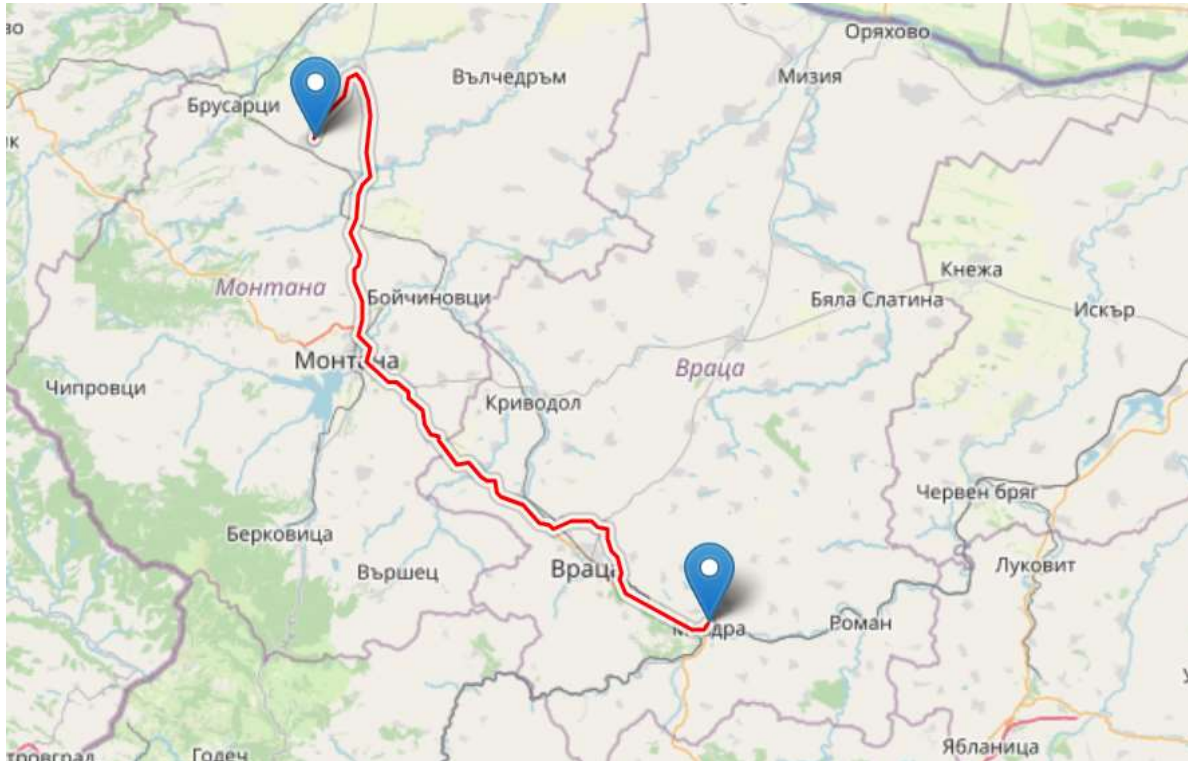 Оряхово
Вълчедръм
Мизия
Брусарци
Кнежа
Монтана
Бойчиновци
Бяла Слатина
Искър
Чипровци
Враца
Криводол
Червен бряг
Берковица
Вършец
Луковит
Роман
Ябланица
Годеч